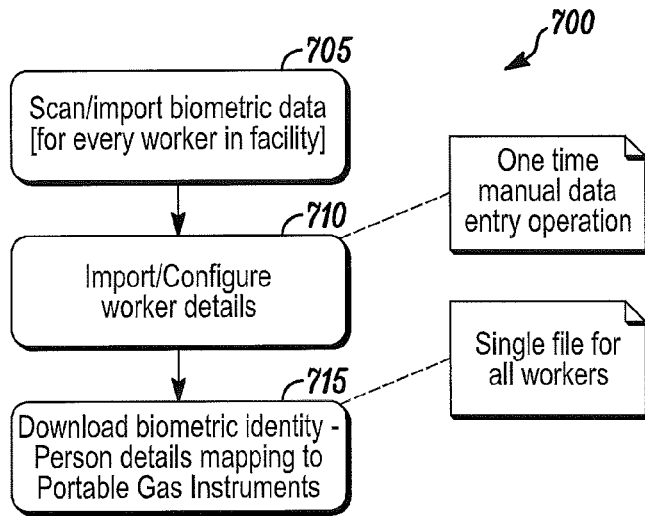 700
705
Scan/import biometric data
[for every worker in facility]
One time
manual data
entry operation
710
Import/Configure
worker details
Single file for
all workers
715
Download biometric identity -
Person details mapping to
Portable Gas Instruments